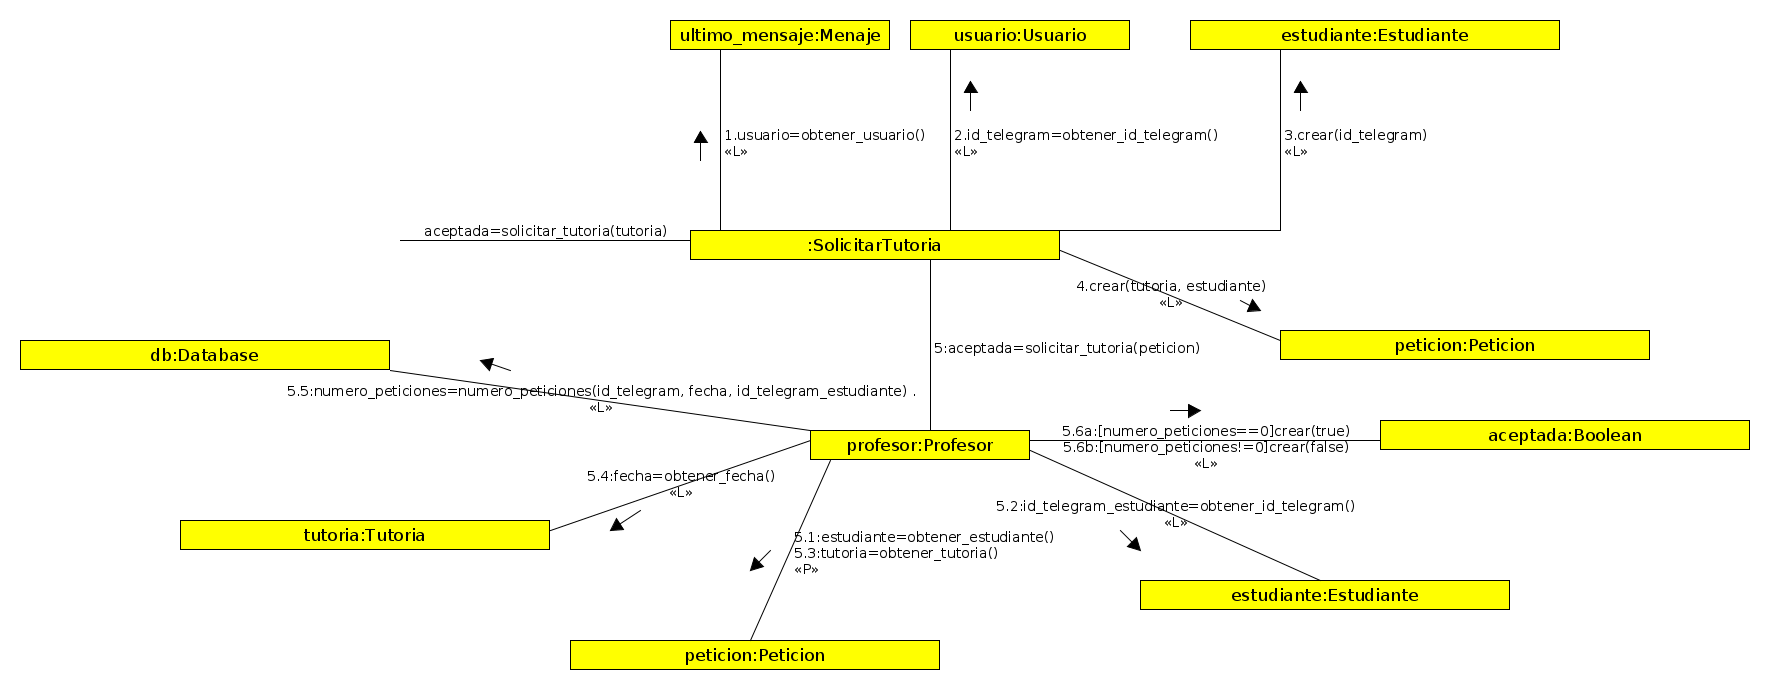 ultimo_mensaje:Menaje
usuario:Usuario
estudiante:Estudiante
1.usuario=obtener_usuario()
«L»
2.id_telegram=obtener_id_telegram()
«L»
3.crear(id_telegram)
«L»
aceptada=solicitar_tutoria(tutoria)
:SolicitarTutoria
4.crear(tutoria, estudiante)
«L»
peticion:Peticion
5:aceptada=solicitar_tutoria(peticion)
db:Database
5.5:numero_peticiones=numero_peticiones(id_telegram, fecha, id_telegram_estudiante) .
«L»
profesor:Profesor
5.6a:[numero_peticiones==0]crear(true)
5.6b:[numero_peticiones!=0]crear(false)
«L»
aceptada:Boolean
5.4:fecha=obtener_fecha()
«L»
tutoria:Tutoria
5.2:id_telegram_estudiante=obtener_id_telegram()
«L»
5.1:estudiante=obtener_estudiante()
5.3:tutoria=obtener_tutoria()
«P»
estudiante:Estudiante
peticion:Peticion